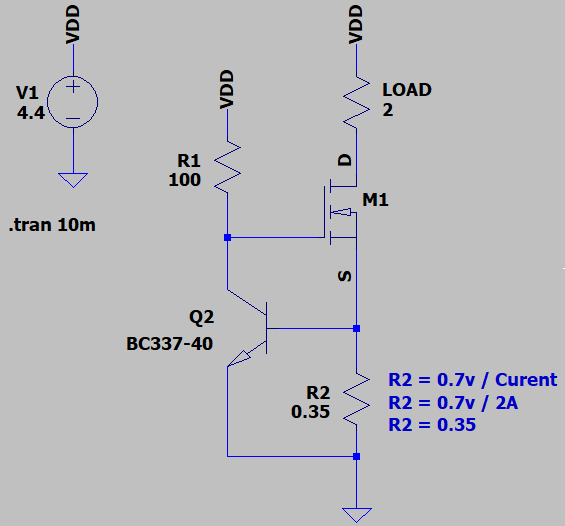 VDD
VDD
V1
4.4
LOAD
2
VDD
R1
100
D
M1
.tran 10m
S
Q2
BC337-40
R2
0.35
R2 = 0.7v / Curent
R2 = 0.7v / 2A
R2 = 0.35